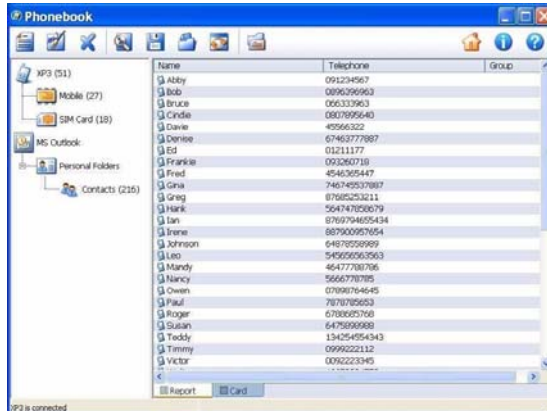 Phonebook
XP3 (51)
Mobile (27)
SIM Card (18)
MS Outlook
Personal Folders
Contacts (216)
Name Telephone Group
Abby 091234567
Bob 0896396963
Bruce 066333963
Cindie 0807895640
Davie 45566322
Denise 67463777887
Ed 01211177
Frankie 093260718
Fred 4546365447
Gina 746745537887
Greg 87685253211
Hank 564747858679
Ian 8769794655434
Irene 887900957654
Johnson 64878558989
Leo 545656563563
Mandy 46477788786
Nancy 5666778785
Owen 07898764645
Paul 7878785653
Roger 6788685768
Susan 6475898988
Teddy 134254554343
Timmy 0999222112
Victor 0092223345
Report Card
XP3 is connected